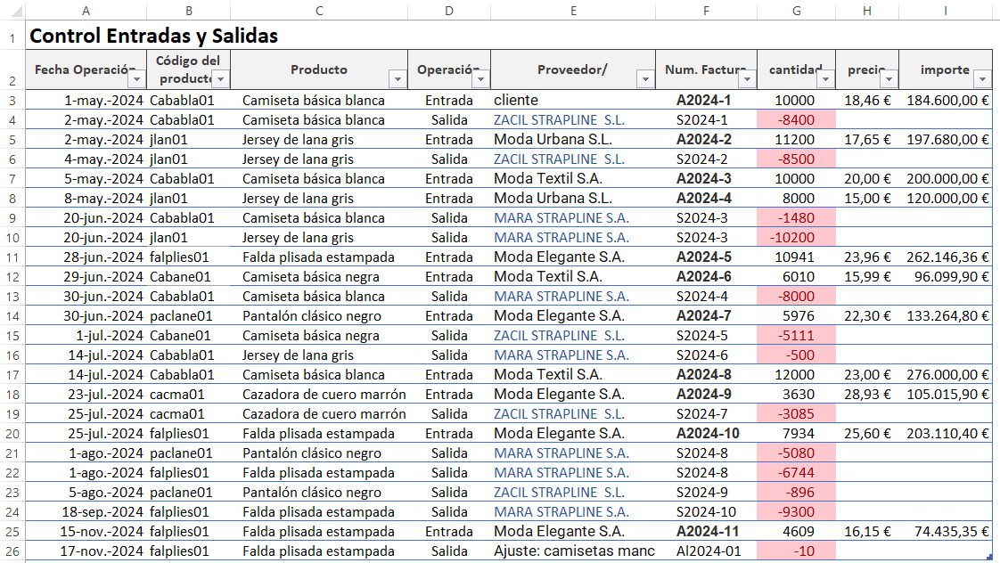 A B C D E F G H I
1 Control Entradas y Salidas
2 Fecha Operación Código del producto Producto Operación Proveedor/ Num. Factura cantidad precio importe
3 1-may.-2024 Cababla01 Camiseta básica blanca Entrada cliente A2024-1 10000 18,46 € 184.600,00 €
4 2-may.-2024 Cababla01 Camiseta básica blanca Salida ZACIL STRAPLINE S.L. S2024-1 -8400
5 2-may.-2024 jlan01 Jersey de lana gris Entrada Moda Urbana S.L. A2024-2 11200 17,65 € 197.680,00 €
6 4-may.-2024 jlan01 Jersey de lana gris Salida ZACIL STRAPLINE S.L. S2024-2 -8500
7 5-may.-2024 Cababla01 Camiseta básica blanca Entrada Moda Textil S.A. A2024-3 10000 20,00 € 200.000,00 €
8 8-may.-2024 jlan01 Jersey de lana gris Entrada Moda Urbana S.L. A2024-4 8000 15,00 € 120.000,00 €
9 20-jun.-2024 Cababla01 Camiseta básica blanca Salida MARA STRAPLINE S.A. S2024-3 -1480
10 20-jun.-2024 jlan01 Jersey de lana gris Salida MARA STRAPLINE S.A. S2024-3 -10200
11 28-jun.-2024 falplies01 Falda plisada estampada Entrada Moda Elegante S.A. A2024-5 10941 23,96 € 262.146,36 €
12 29-jun.-2024 Cabane01 Camiseta básica negra Entrada Moda Textil S.A. A2024-6 6010 15,99 € 96.099,90 €
13 30-jun.-2024 Cababla01 Camiseta básica blanca Salida MARA STRAPLINE S.A. S2024-4 -8000
14 30-jun.-2024 paclane01 Pantalón clásico negro Entrada Moda Elegante S.A. A2024-7 5976 22,30 € 133.264,80 €
15 1-jul.-2024 Cabane01 Camiseta básica negra Salida ZACIL STRAPLINE S.L. S2024-5 -5111
16 14-jul.-2024 Cababla01 Jersey de lana gris Salida MARA STRAPLINE S.A. S2024-6 -500
17 14-jul.-2024 Cababla01 Camiseta básica blanca Entrada Moda Textil S.A. A2024-8 12000 23,00 € 276.000,00 €
18 23-jul.-2024 cacma01 Cazadora de cuero marrón Entrada Moda Elegante S.A. A2024-9 3630 28,93 € 105.015,90 €
19 25-jul.-2024 cacma01 Cazadora de cuero marrón Salida ZACIL STRAPLINE S.L. S2024-7 -3085
20 25-jul.-2024 falplies01 Falda plisada estampada Entrada Moda Elegante S.A. A2024-10 7934 25,60 € 203.110,40 €
21 1-ago.-2024 paclane01 Pantalón clásico negro Salida MARA STRAPLINE S.A. S2024-8 -5080
22 1-ago.-2024 falplies01 Falda plisada estampada Salida MARA STRAPLINE S.A. S2024-8 -6744
23 5-ago.-2024 paclane01 Pantalón clásico negro Salida ZACIL STRAPLINE S.L. S2024-9 -896
24 18-sep.-2024 falplies01 Falda plisada estampada Salida MARA STRAPLINE S.A. S2024-10 -9300
25 15-nov.-2024 falplies01 Falda plisada estampada Entrada Moda Elegante S.A. A2024-11 4609 16,15 € 74.435,35 €
26 17-nov.-2024 falplies01 Falda plisada estampada Salida Ajuste: camisetas manc Al2024-01 -10